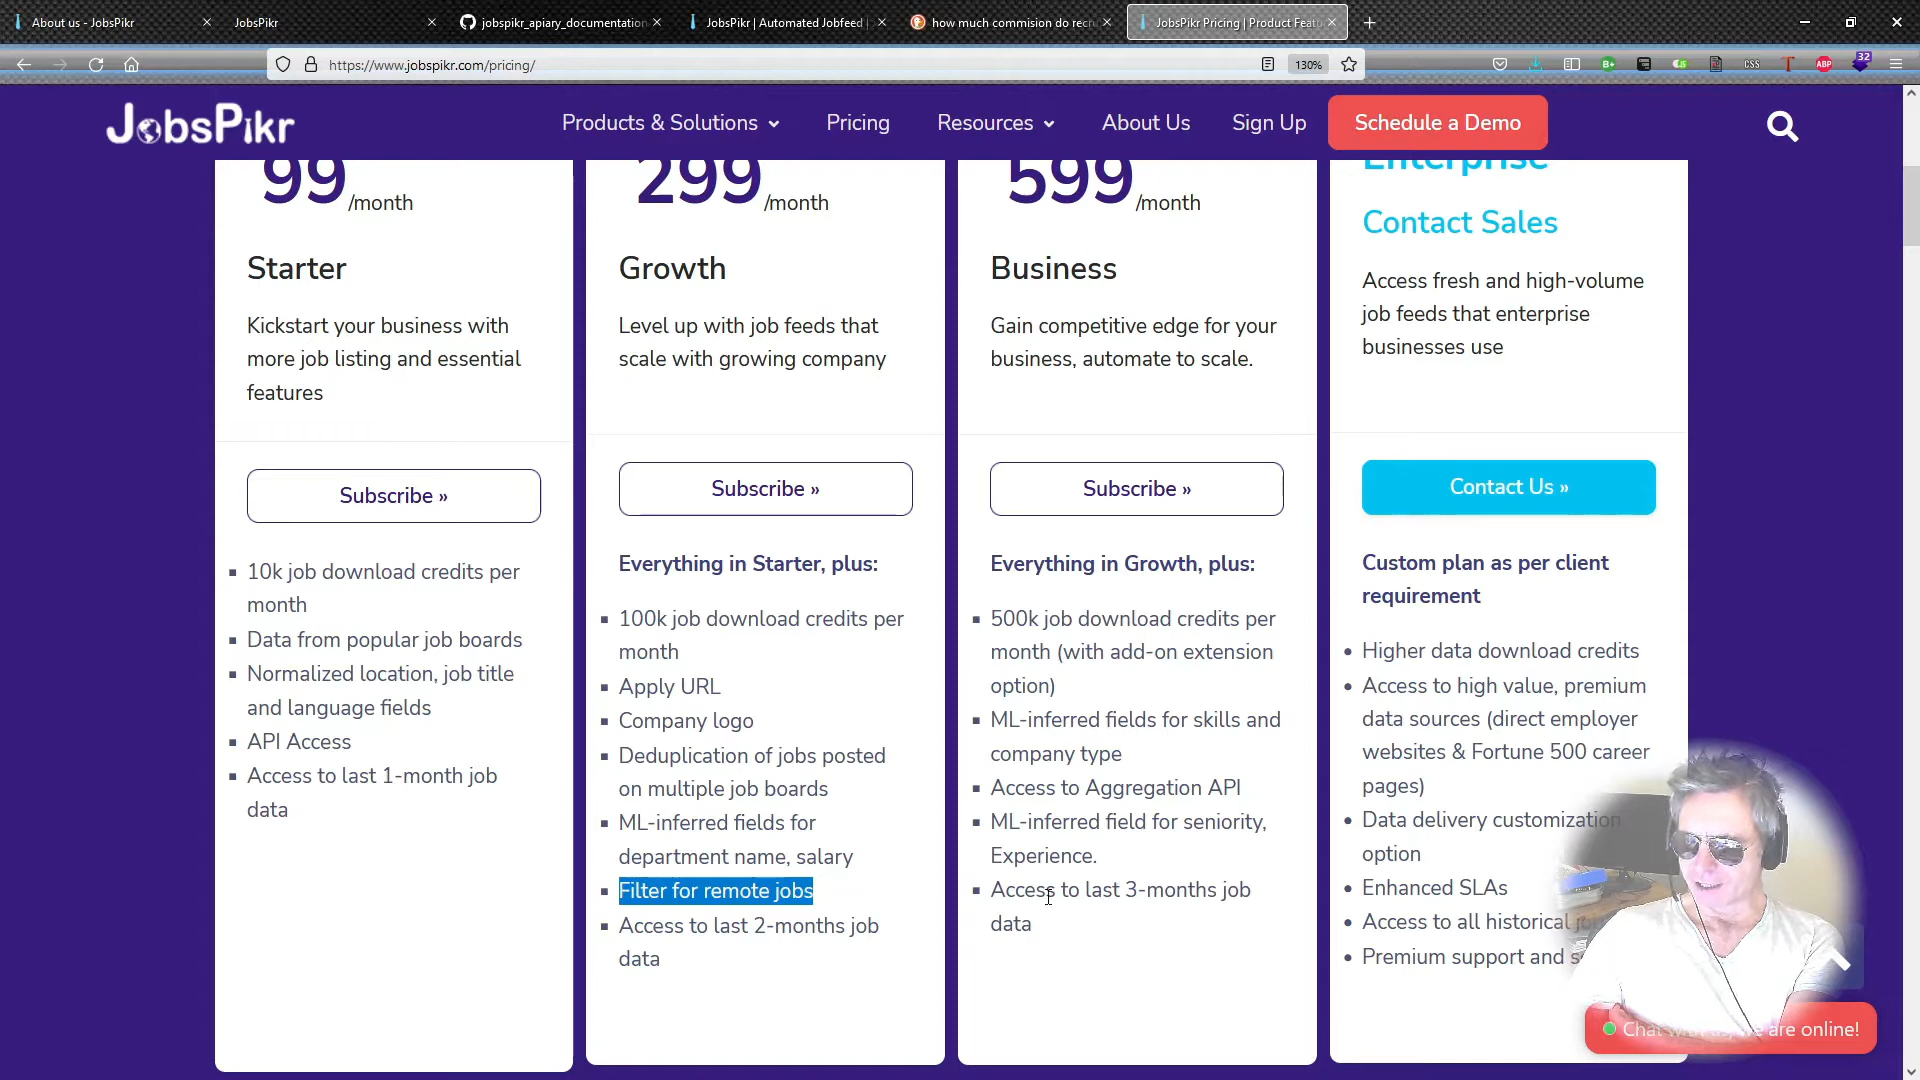 About us - JobsPikr
JobsPikr
jobspikr_apiary_documentation
JobsPikr | Automated Jobfeed |
how much commision do recru
JobsPikr Pricing | Product Featu
https://www.jobspikr.com/pricing/
130%
32
CSS
ABP
JobsPikr
Products & Solutions
Pricing
Resources
About Us
Sign Up
Schedule a Demo
99 /month
Starter
Kickstart your business with
more job listing and essential
features
Subscribe »
▪ 10k job download credits per
month
▪ Data from popular job boards
▪ Normalized location, job title
and language fields
▪ API Access
▪ Access to last 1-month job
data
299 /month
Growth
Level up with job feeds that
scale with growing company
Subscribe »
Everything in Starter, plus:
▪ 100k job download credits per
month
▪ Apply URL
▪ Company logo
▪ Deduplication of jobs posted
on multiple job boards
▪ ML-inferred fields for
department name, salary
▪ Filter for remote jobs
▪ Access to last 2-months job
data
599 /month
Business
Gain competitive edge for your
business, automate to scale.
Subscribe »
Everything in Growth, plus:
▪ 500k job download credits per
month (with add-on extension
option)
▪ ML-inferred fields for skills and
company type
▪ Access to Aggregation API
▪ ML-inferred field for seniority,
Experience.
▪ Access to last 3-months job
data
Enterprise
Contact Sales
Access fresh and high-volume
job feeds that enterprise
businesses use
Contact Us »
Custom plan as per client
requirement
• Higher data download credits
• Access to high value, premium
data sources (direct employer
websites & Fortune 500 career
pages)
• Data delivery customization
option
• Enhanced SLAs
• Access to all historical
• Premium support and
Chat are online!